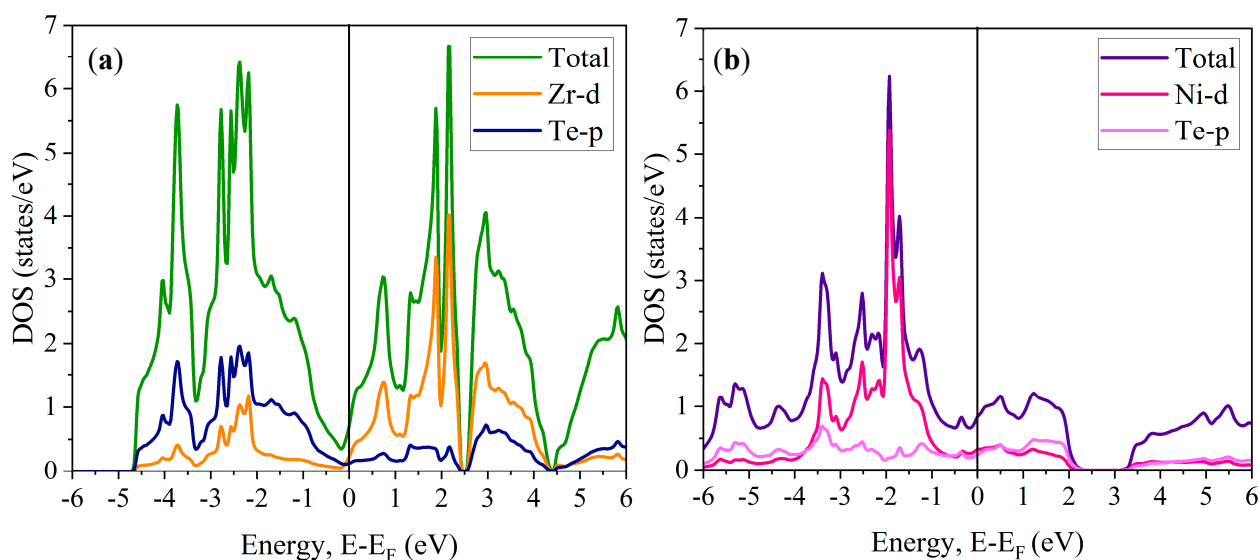 (a)
Total
Zr-d
Te-p
DOS (states/eV)
7
6
5
4
3
2
1
0
-6 -5 -4 -3 -2 -1 0 1 2 3 4 5 6
Energy, E-E_F (eV)
(b)
Total
Ni-d
Te-p
DOS (states/eV)
7
6
5
4
3
2
1
0
-6 -5 -4 -3 -2 -1 0 1 2 3 4 5 6
Energy, E-E_F (eV)